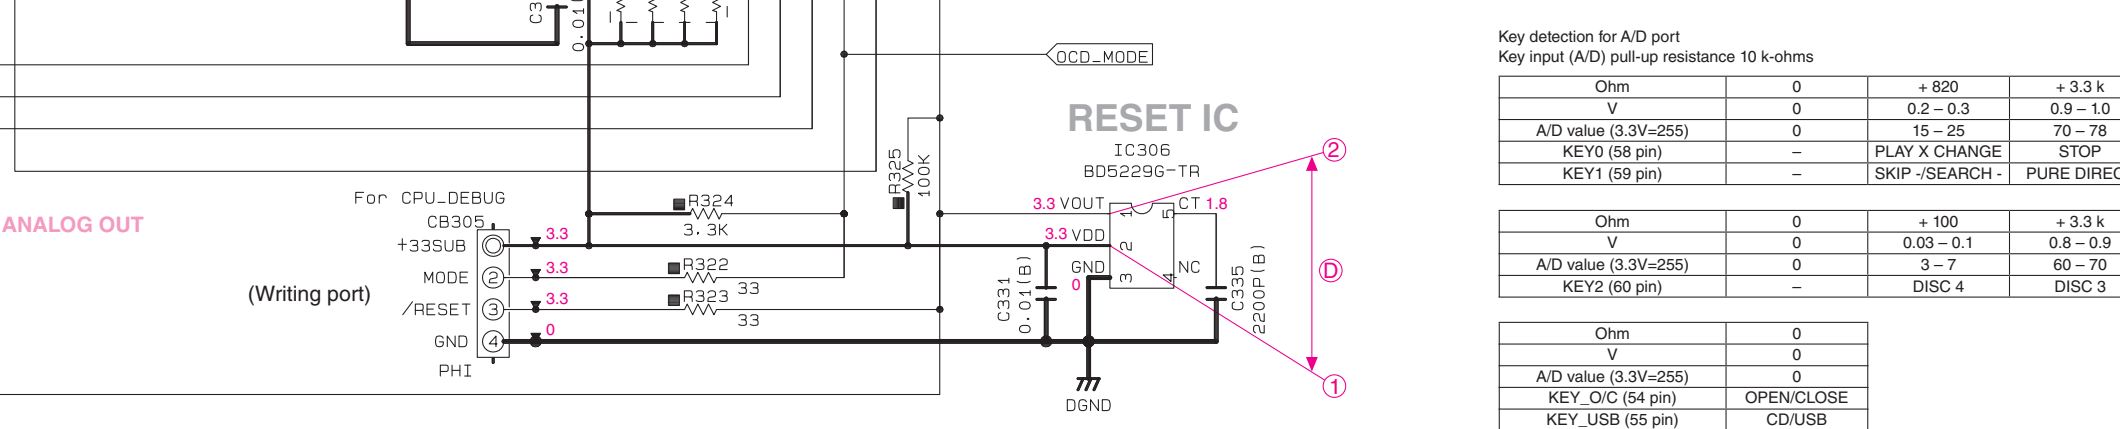 C3
0.01(
OCD_MODE
RESET IC
IC306
BD5229G-TR
R325
100K
2
For CPU_DEBUG
CB305
ANALOG OUT
R324
3.3K
3.3 VOUT
1
5
CT 1.8
+33SUB
3.3
3.3 VDD
2
MODE
2
3.3
R322
33
GND
0
3
4
NC
D
(Writing port)
/RESET
3
3.3
R323
33
C331
0.01(B)
C335
2200P(B)
GND
4
0
PHI
DGND
1
Key detection for A/D port
Key input (A/D) pull-up resistance 10 k-ohms
Ohm 0 + 820 + 3.3 k
V 0 0.2 – 0.3 0.9 – 1.0
A/D value (3.3V=255) 0 15 – 25 70 – 78
KEY0 (58 pin) – PLAY X CHANGE STOP
KEY1 (59 pin) – SKIP -/SEARCH - PURE DIREC
Ohm 0 + 100 + 3.3 k
V 0 0.03 – 0.1 0.8 – 0.9
A/D value (3.3V=255) 0 3 – 7 60 – 70
KEY2 (60 pin) – DISC 4 DISC 3
Ohm 0
V 0
A/D value (3.3V=255) 0
KEY_O/C (54 pin) OPEN/CLOSE
KEY_USB (55 pin) CD/USB